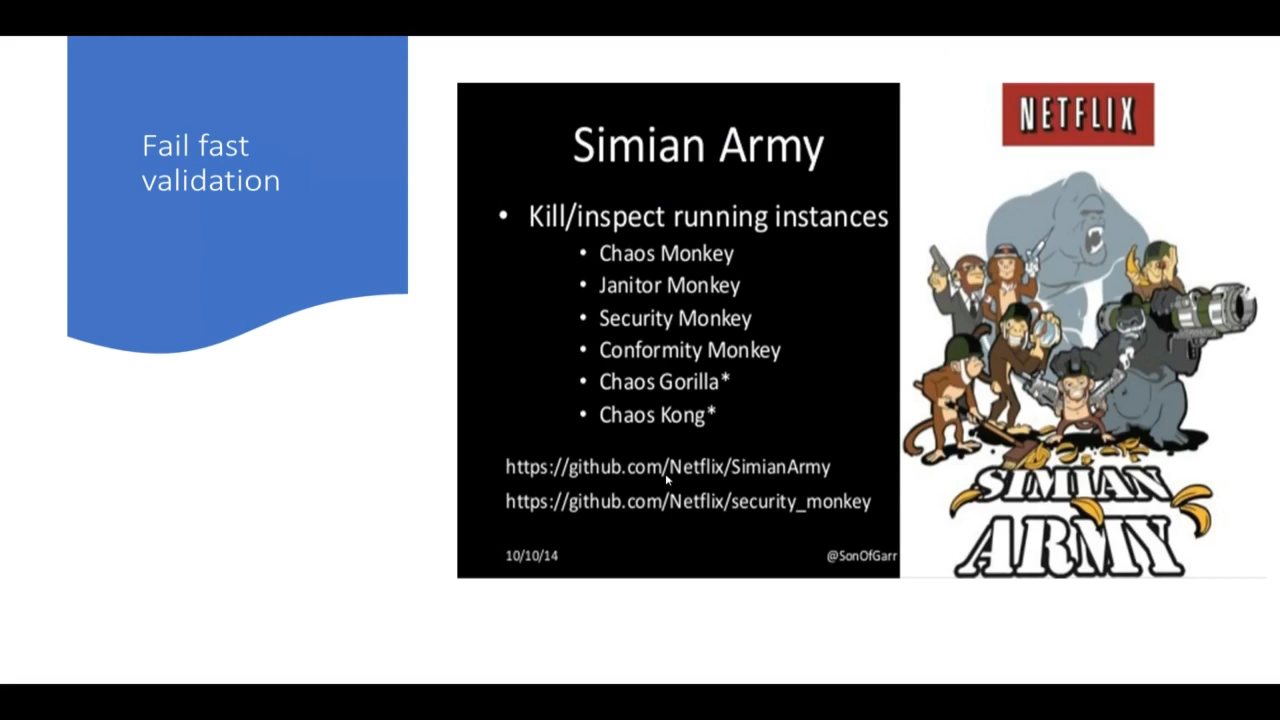 Fail fast
validation
Simian Army
• Kill/inspect running instances
• Chaos Monkey
• Janitor Monkey
• Security Monkey
• Conformity Monkey
• Chaos Gorilla*
• Chaos Kong*
https://github.com/Netflix/SimianArmy
https://github.com/Netflix/security_monkey
10/10/14
@SonOfGarr
NETFLIX
SIMIAN
ARMY